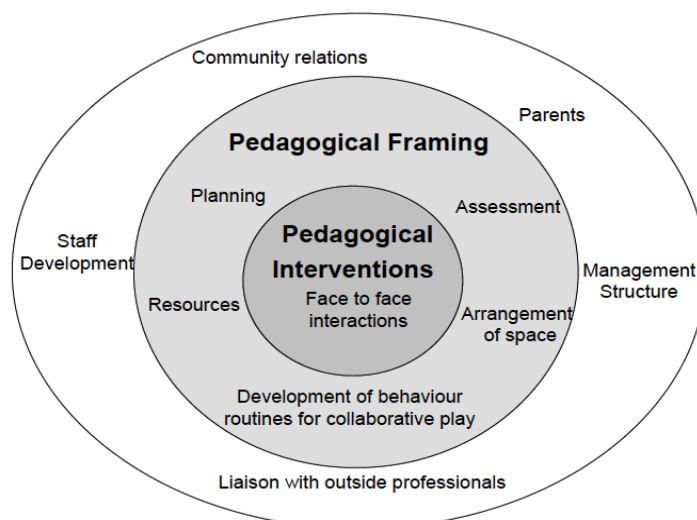 Community relations
Parents
Pedagogical Framing
Planning
Assessment
Staff
Development
Pedagogical
Interventions
Face to face
interactions
Management
Structure
Resources
Arrangement
of space
Development of behaviour
routines for collaborative play
Liaison with outside professionals